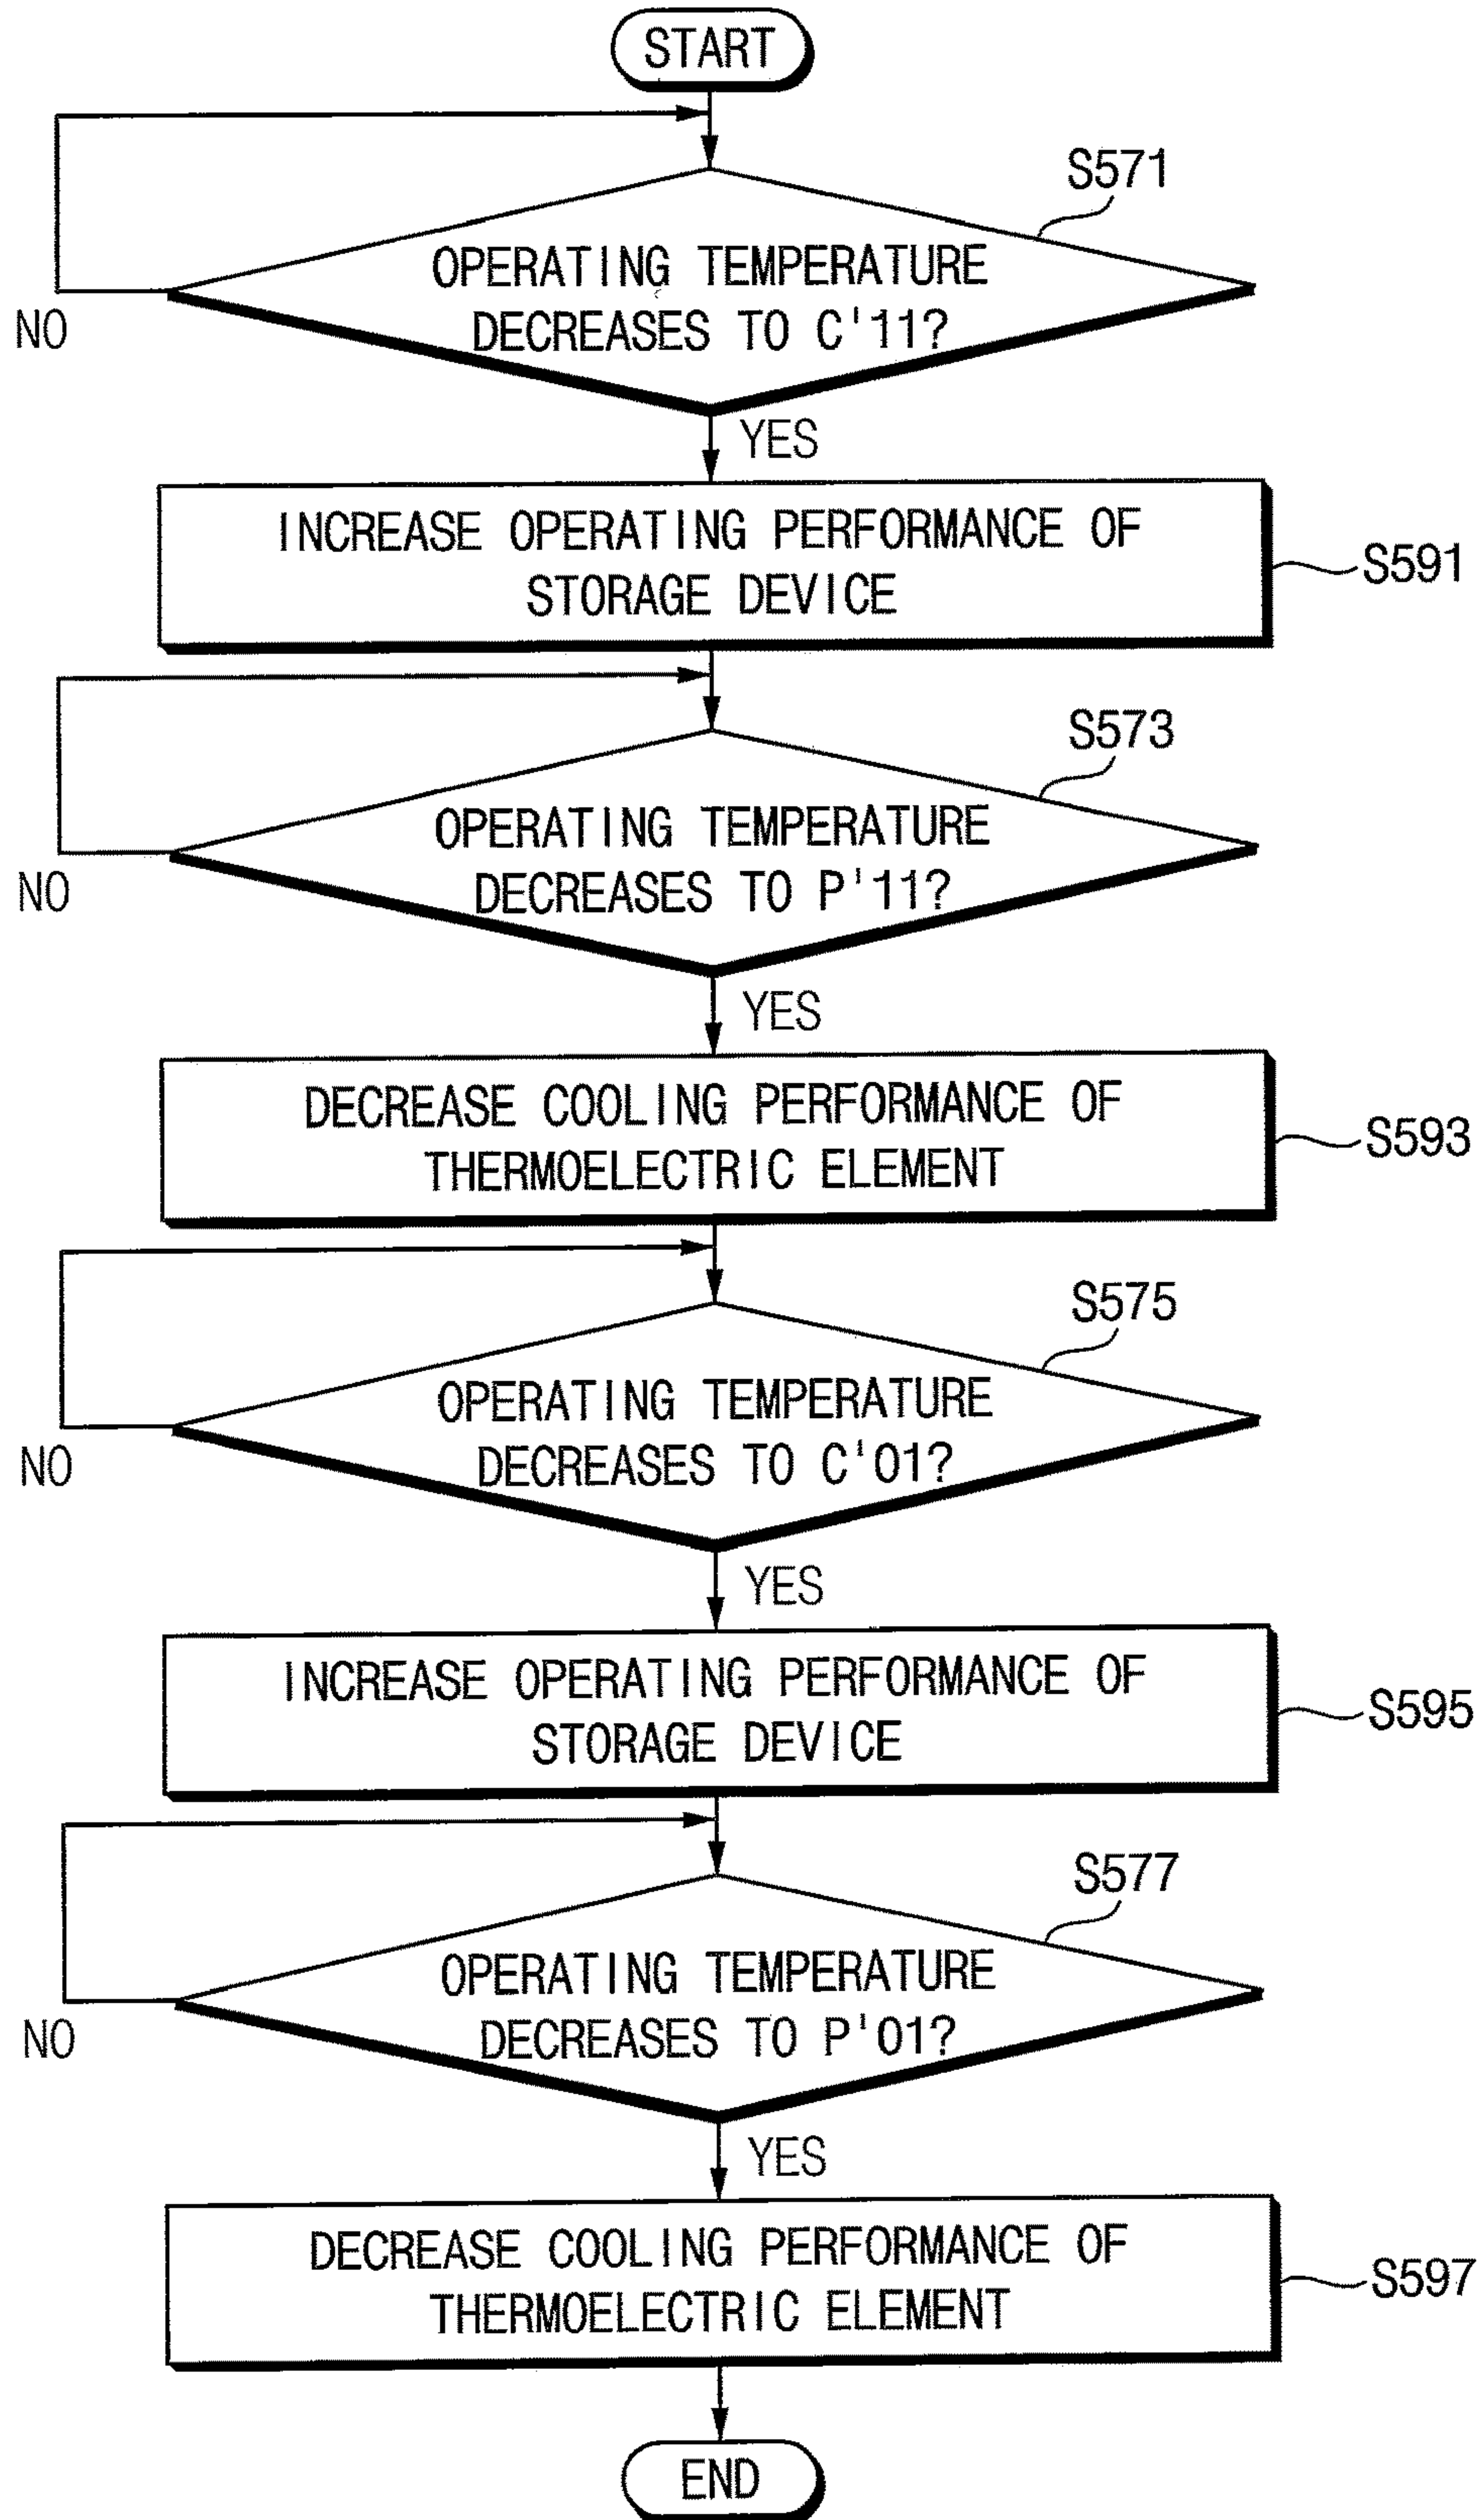 START
S571
OPERATING TEMPERATURE
DECREASES TO C'11?
NO
YES
INCREASE OPERATING PERFORMANCE OF
STORAGE DEVICE
S591
S573
OPERATING TEMPERATURE
DECREASES TO P'11?
NO
YES
DECREASE COOLING PERFORMANCE OF
THERMOELECTRIC ELEMENT
S593
S575
OPERATING TEMPERATURE
DECREASES TO C'01?
NO
YES
INCREASE OPERATING PERFORMANCE OF
STORAGE DEVICE
S595
S577
OPERATING TEMPERATURE
DECREASES TO P'01?
NO
YES
DECREASE COOLING PERFORMANCE OF
THERMOELECTRIC ELEMENT
S597
END